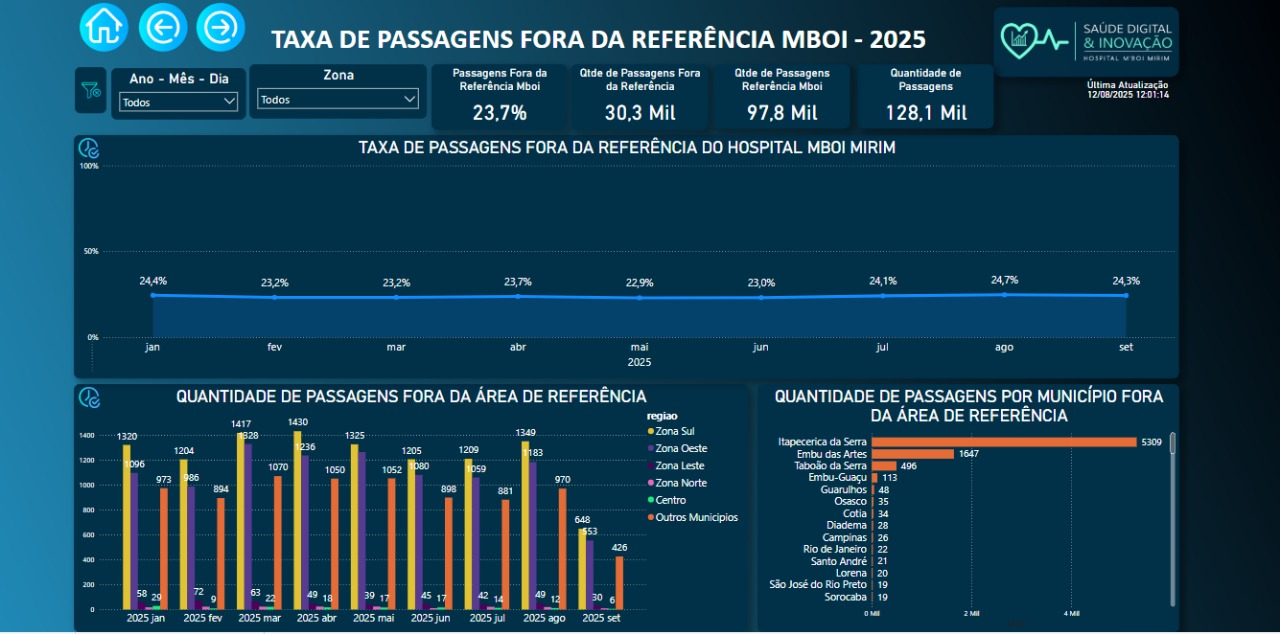 TAXA DE PASSAGENS FORA DA REFERÊNCIA MBOI - 2025
SAÚDE DIGITAL
& INOVAÇÃO
HOSPITAL M'BOI MIRIM
Ano - Mês - Dia
Todos
Zona
Todos
Passagens Fora da
Referência Mboi
23,7%
Qtde de Passagens Fora
da Referência
30,3 Mil
Qtde de Passagens
Referência Mboi
97,8 Mil
Quantidade de
Passagens
128,1 Mil
Última Atualização
12/08/2025 12:01:14
TAXA DE PASSAGENS FORA DA REFERÊNCIA DO HOSPITAL MBOI MIRIM
100%
50%
0%
24,4% 23,2% 23,2% 23,7% 22,9% 23,0% 24,1% 24,7% 24,3%
jan fev mar abr mai jun jul ago set
2025
QUANTIDADE DE PASSAGENS FORA DA ÁREA DE REFERÊNCIA
1400
1200
1000
800
600
400
200
0
1320 1096 58 29 973
1204 986 72 9 894
1417 1328 63 22 1070
1430 1236 49 18 1050
1325 39 17 1052
1205 1080 45 17 898
1209 1059 42 14 881
1349 1183 49 12 970
648 553 30 6 426
2025 jan 2025 fev 2025 mar 2025 abr 2025 mai 2025 jun 2025 jul 2025 ago 2025 set
regiao
Zona Sul
Zona Oeste
Zona Leste
Zona Norte
Centro
Outros Municipios
QUANTIDADE DE PASSAGENS POR MUNICÍPIO FORA
DA ÁREA DE REFERÊNCIA
Itapecerica da Serra 5309
Embu das Artes 1647
Taboão da Serra 496
Embu-Guaçu 113
Guarulhos 48
Osasco 35
Cotia 34
Diadema 28
Campinas 26
Rio de Janeiro 22
Santo André 21
Lorena 20
São José do Rio Preto 19
Sorocaba 19
0 Mil 2 Mil 4 Mil